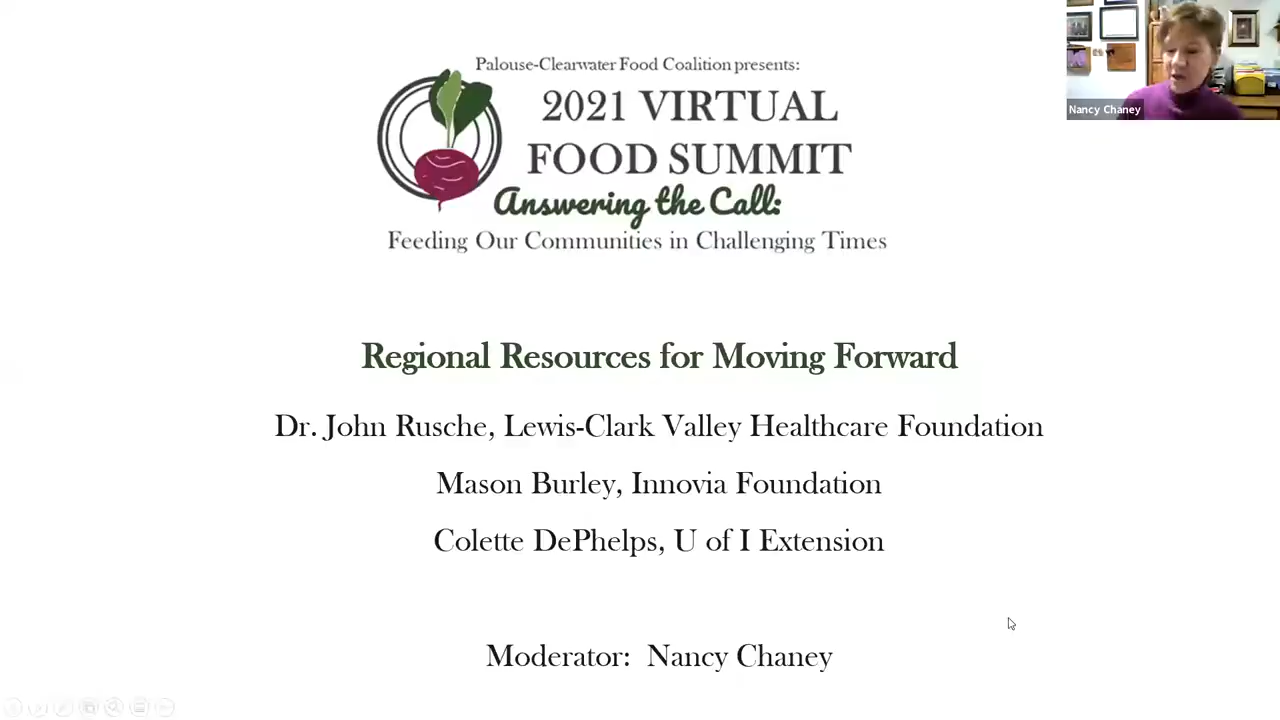 Palouse-Clearwater Food Coalition presents:
2021 VIRTUAL
FOOD SUMMIT
Answering the Call:
Feeding Our Communities in Challenging Times
Nancy Chaney
Regional Resources for Moving Forward
Dr. John Rusche, Lewis-Clark Valley Healthcare Foundation
Mason Burley, Innovia Foundation
Colette DePhelps, U of I Extension
Moderator: Nancy Chaney